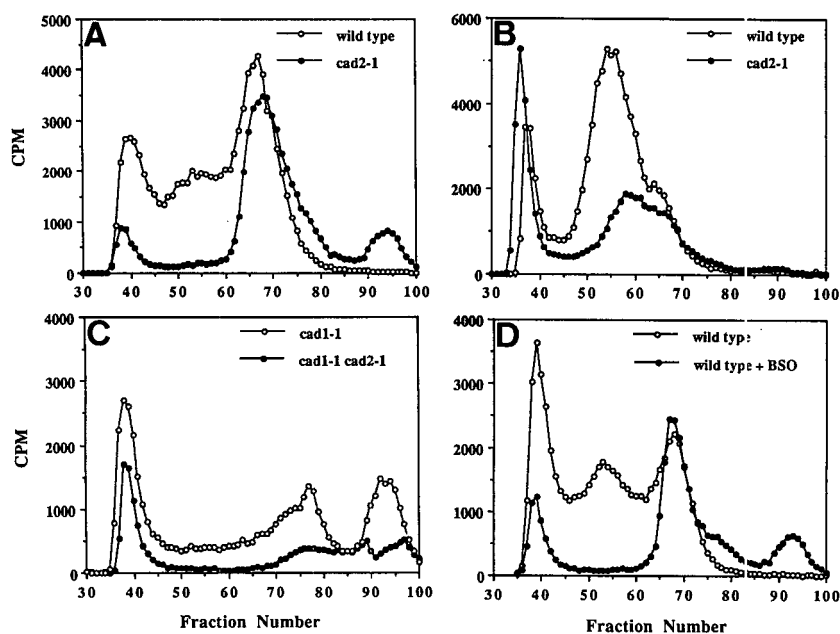 A
wild type
cad2-1
CPM
5000
4000
3000
2000
1000
0
30 40 50 60 70 80 90 100
B
wild type
cad2-1
6000
4000
2000
0
30 40 50 60 70 80 90 100
C
cad1-1
cad1-1 cad2-1
CPM
4000
3000
2000
1000
0
30 40 50 60 70 80 90 100
Fraction Number
D
wild type
wild type + BSO
4000
3000
2000
1000
0
30 40 50 60 70 80 90 100
Fraction Number